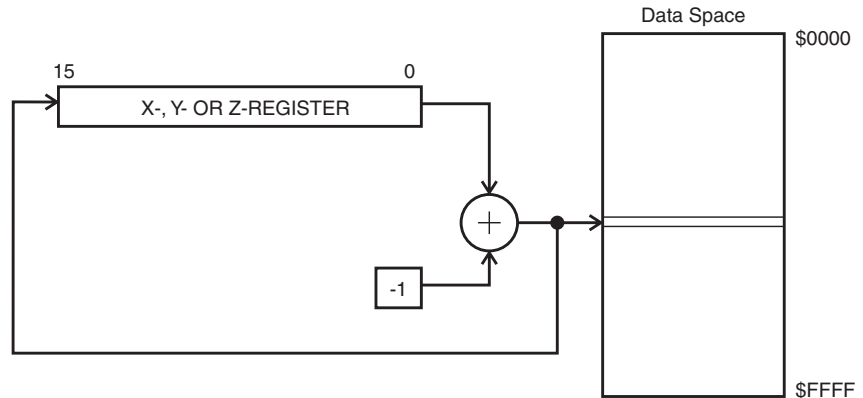 Data Space
$0000
15 0
X-, Y- OR Z-REGISTER
+
-1
$FFFF